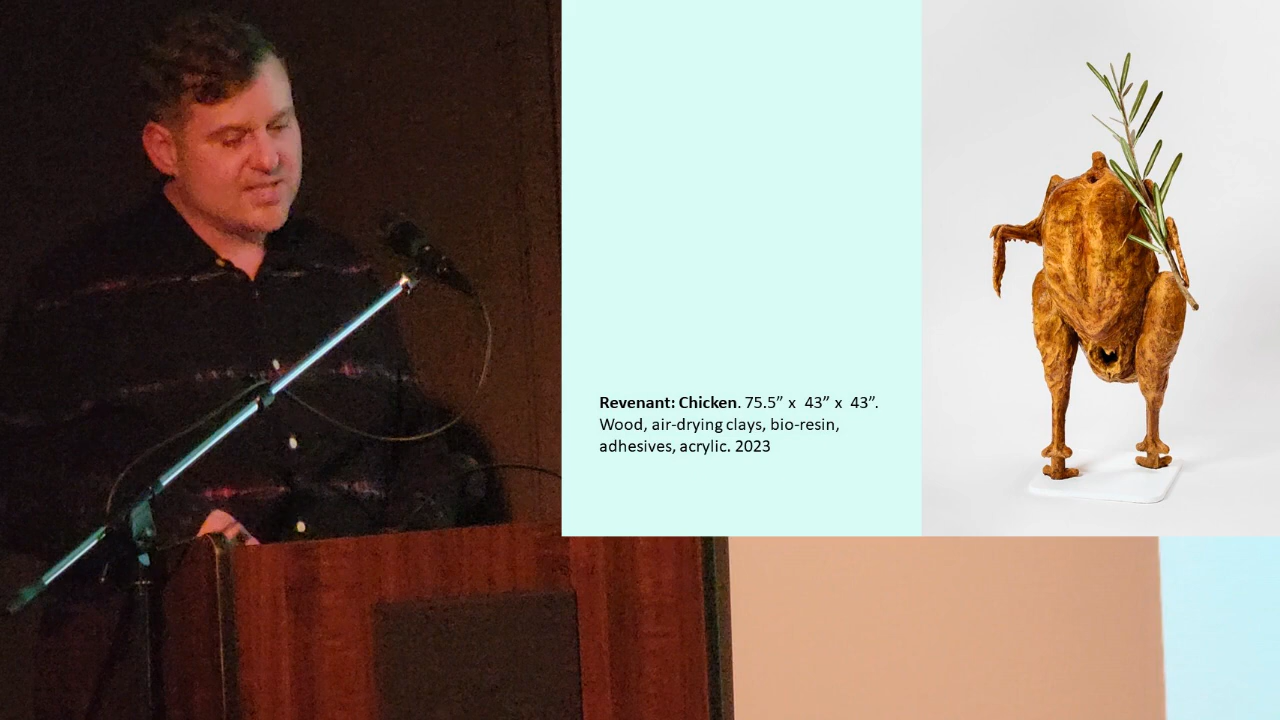 Revenant: Chicken. 75.5” x 43” x 43”.
Wood, air-drying clays, bio-resin,
adhesives, acrylic. 2023